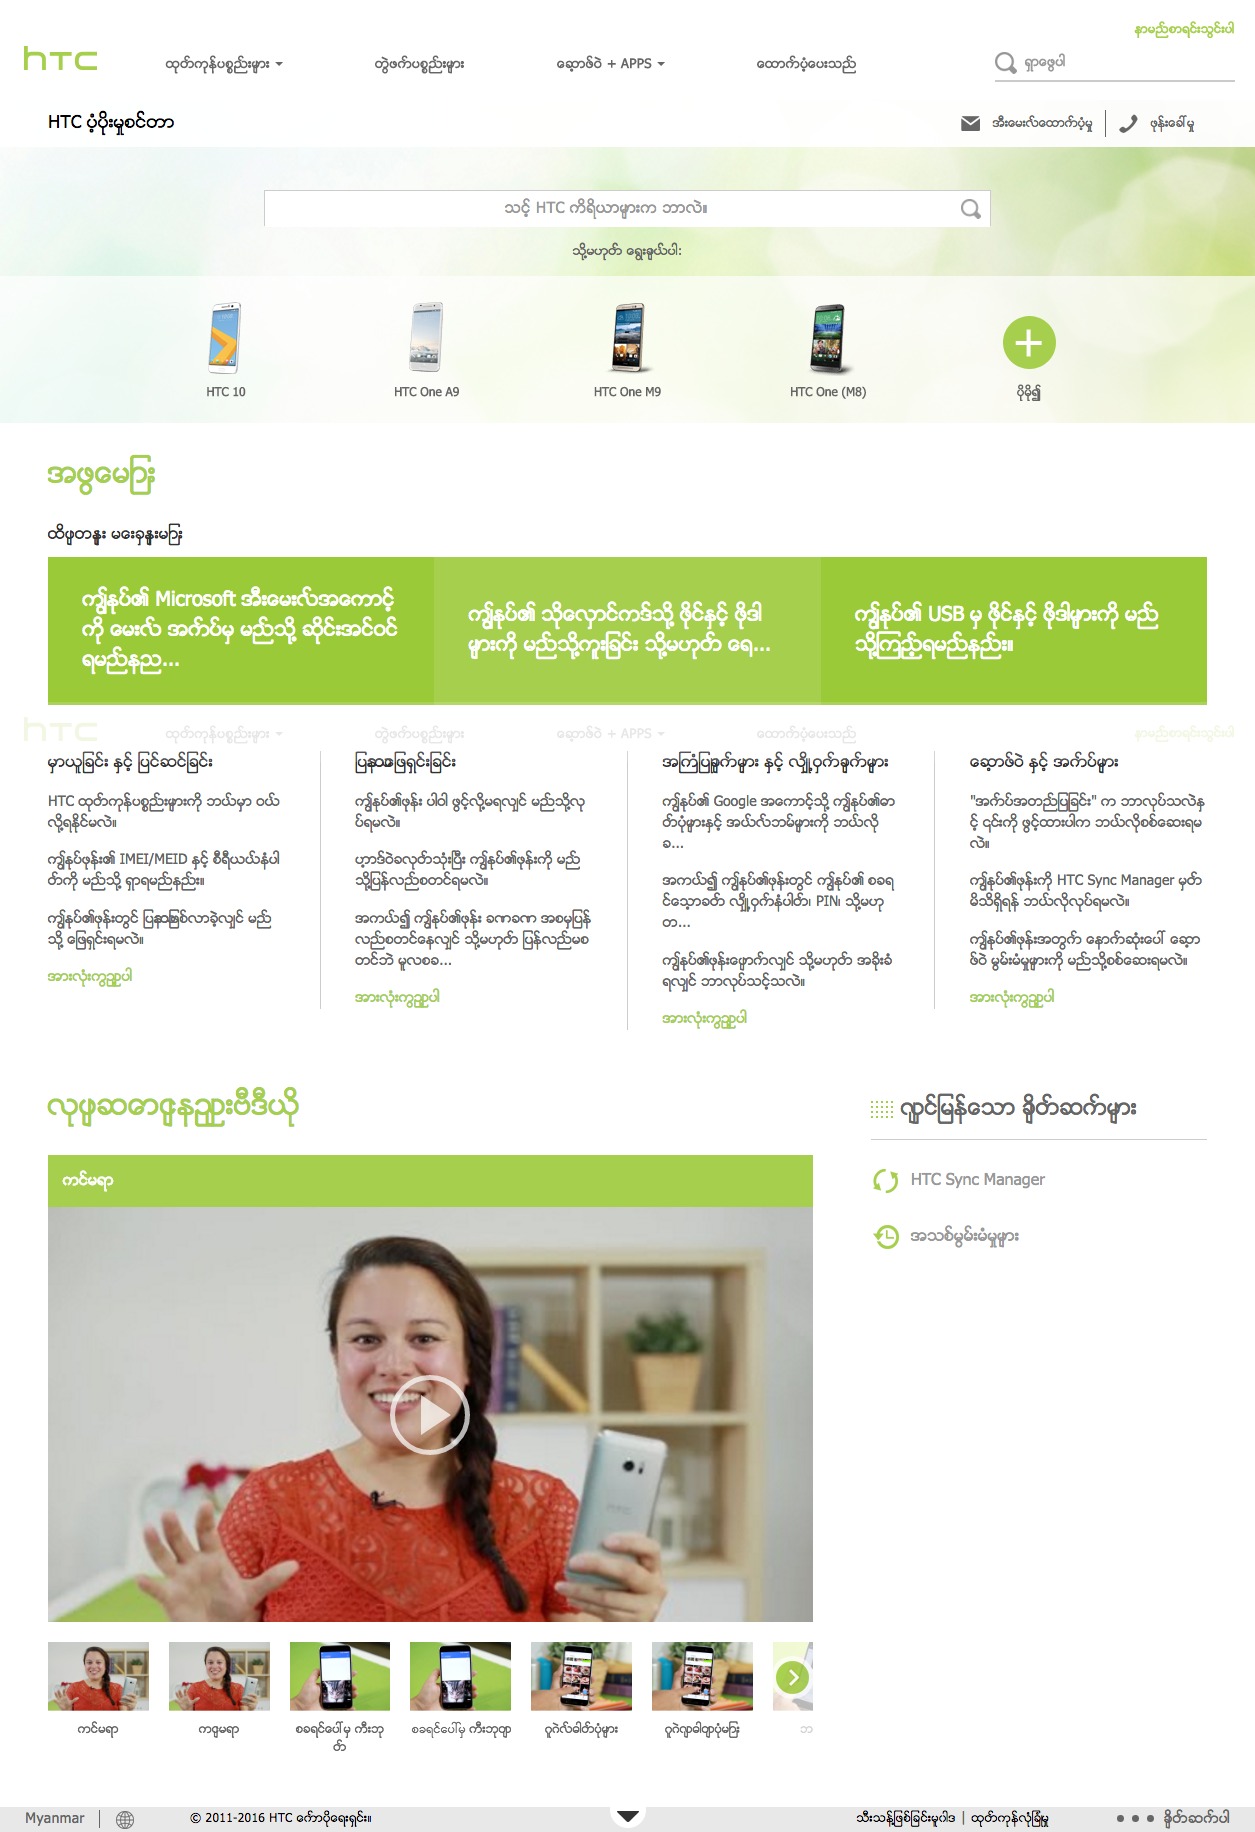 နာမည်စာရင်းသွင်းပါ
hTC
ထုတ်ကုန်ပစ္စည်းများ
တွဲဖက်ပစ္စည်းများ
ဆော့ဖ်ဝဲ + APPS
ထောက်ပံ့ပေးသည်
ရှာဖွေပါ
HTC ပံ့ပိုးမှုစင်တာ
အီးမေးလ်ထောက်ပံ့မှု
ဖုန်းခေါ်မှု
သင့် HTC ကိရိယာများက ဘာလဲ။
သို့မဟုတ် ရွေးချယ်ပါ:
HTC 10
HTC One A9
HTC One M9
HTC One (M8)
ပိုမို၍
ကျွန်ုပ်၏ Microsoft အီးမေးလ်အကောင့်
ကို မေးလ် အက်ပ်မှ မည်သို့ ဆိုင်းအင်ဝင်
ရမည်နည...
ကျွန်ုပ်၏ သိုလှောင်ကဒ်သို့ ဖိုင်နှင့် ဖိုဒါ
များကို မည်သို့ကူးခြင်း သို့မဟုတ် ရေ...
ကျွန်ုပ်၏ USB မှ ဖိုင်နှင့် ဖိုဒါများကို မည်
သို့ကြည့်ရမည်နည်း။
hTC
ထုတ်ကုန်ပစ္စည်းများ
တွဲဖက်ပစ္စည်းများ
ဆော့ဖ်ဝဲ + APPS
ထောက်ပံ့ပေးသည်
နာမည်စာရင်းသွင်းပါ
မှာယူခြင်း နှင့် ပြင်ဆင်ခြင်း
HTC ထုတ်ကုန်ပစ္စည်းများကို ဘယ်မှာ ဝယ်
လို့ရနိုင်မလဲ။
ကျွန်ုပ်ဖုန်း၏ IMEI/MEID နှင့် စီရီယယ်နံပါ
တ်ကို မည်သို့ ရှာရမည်နည်း။
ကျွန်ုပ်၏ဖုန်းတွင် ပြဿနာဖြစ်လာခဲ့လျှင် မည်
သို့ ဖြေရှင်းရမလဲ။
အားလုံးကွညျ့ပါ
ပြဿနာဖြေရှင်းခြင်း
ကျွန်ုပ်၏ဖုန်း ပါဝါ ဖွင့်လို့မရလျှင် မည်သို့လု
ပ်ရမလဲ။
ဟာ့ဒ်ဝဲခလုတ်သုံးပြီး ကျွန်ုပ်၏ဖုန်းကို မည်
သို့ပြန်လည်စတင်ရမလဲ။
အကယ်၍ ကျွန်ုပ်၏ဖုန်း ခဏခဏ အစမှပြန်
လည်စတင်နေလျှင် သို့မဟုတ် ပြန်လည်မစ
တင်ဘဲ မူလစခ...
အားလုံးကွညျ့ပါ
အကြံပြုချက်များ နှင့် လျှို့ဝှက်ချက်များ
ကျွန်ုပ်၏ Google အကောင့်သို့ ကျွန်ုပ်၏ဓာ
တ်ပုံများနှင့် အယ်လ်ဘမ်များကို ဘယ်လို
ခ...
အကယ်၍ ကျွန်ုပ်၏ဖုန်းတွင် ကျွန်ုပ်၏ စခရ
င်သော့ခတ် လျှို့ဝှက်နံပါတ်၊ PIN၊ သို့မဟု
တ...
ကျွန်ုပ်၏ဖုန်းပျောက်လျှင် သို့မဟုတ် အခိုးခံ
ရလျှင် ဘာလုပ်သင့်သလဲ။
အားလုံးကွညျ့ပါ
ဆော့ဖ်ဝဲ နှင့် အက်ပ်များ
"အက်ပ်အတည်ပြုခြင်း" က ဘာလုပ်သလဲနှ
င့် ၎င်းကို ဖွင့်ထားပါက ဘယ်လိုစစ်ဆေးရမ
လဲ။
ကျွန်ုပ်၏ဖုန်းကို HTC Sync Manager မှတ်
မိသိရှိရန် ဘယ်လိုလုပ်ရမလဲ။
ကျွန်ုပ်၏ဖုန်းအတွက် နောက်ဆုံးပေါ် ဆော့
ဖ်ဝဲ မွမ်းမံမှုများကို မည်သို့စစ်ဆေးရမလဲ။
အားလုံးကွညျ့ပါ
လျှင်မြန်သော ချိတ်ဆက်များ
HTC Sync Manager
အသစ်မွမ်းမံမှုများ
ကင်မရာ
ကင်မရာ
ကငျမရာ
စခရင်ပေါ်မှ ကီးဘု
တ်
စခရင်ပေါ်မှ ကီးဘုတျ
ဂူဂဲလ်ဓါတ်ပုံများ
Myanmar
© 2011-2016 HTC ကော်ပိုရေးရှင်း။
သီးသန့်ဖြစ်ခြင်းမူပါဒ | ထုတ်ကုန်လုံခြုံမှု
ချိတ်ဆက်ပါ